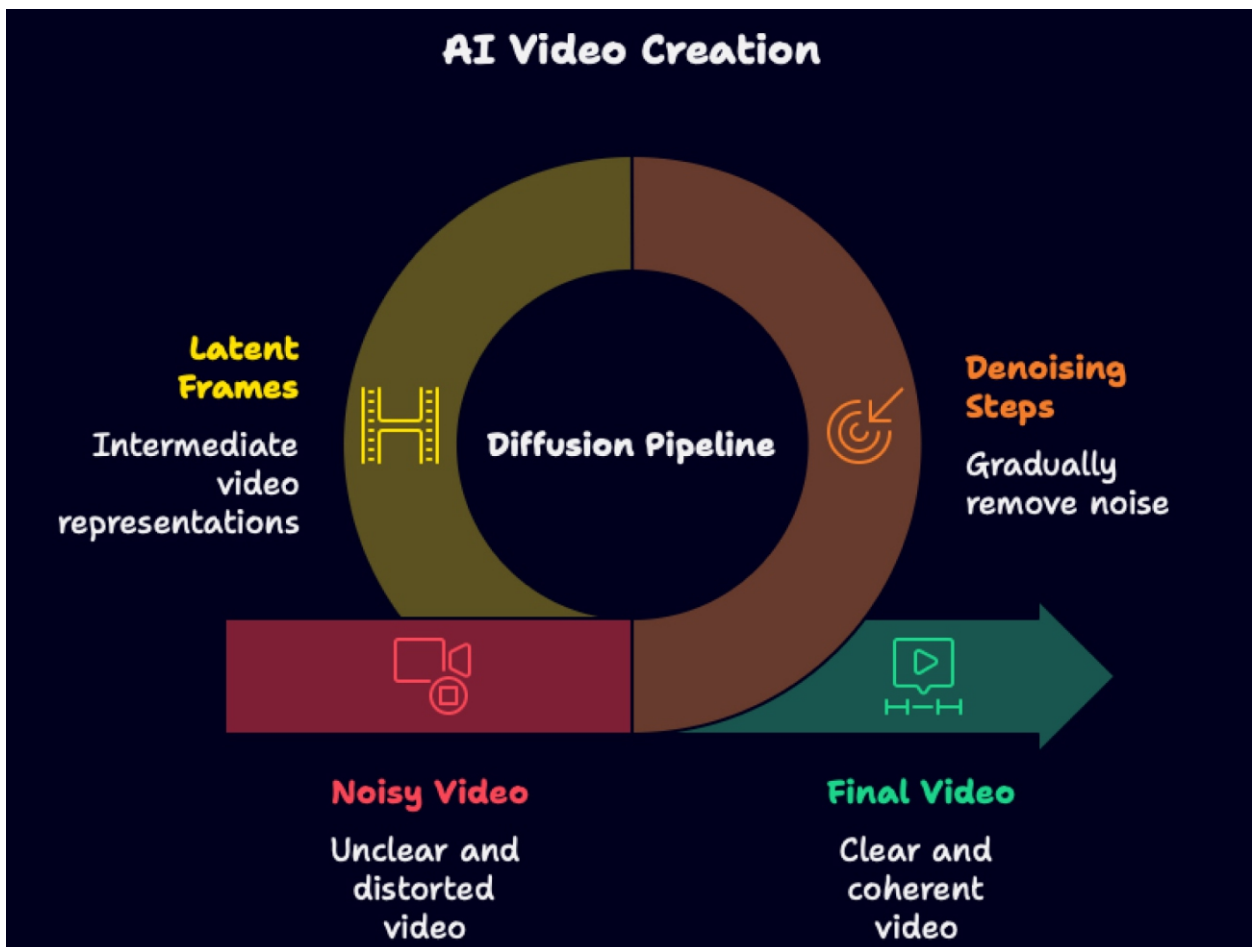 AI Video Creation
Latent
Frames
Intermediate
video
representations
Diffusion Pipeline
Denoising
Steps
Gradually
remove noise
Noisy Video
Unclear and
distorted
video
Final Video
Clear and
coherent
video